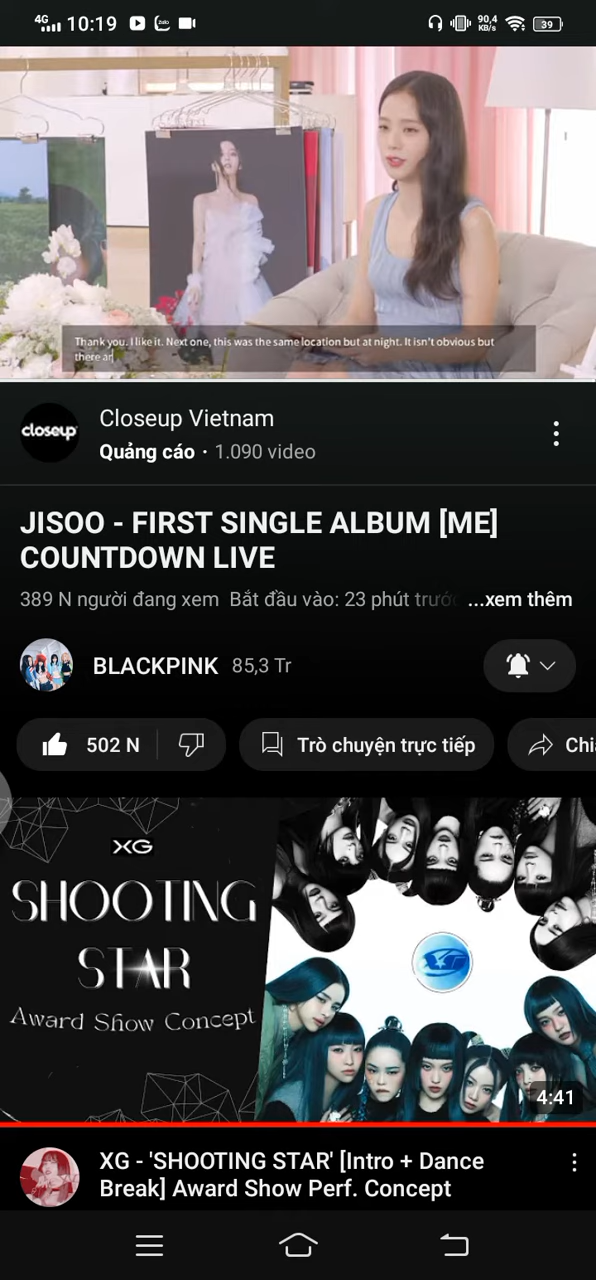 4G 10:19 zalo 90,4 KB/s 39
Thank you. I like it. Next one, this was the same location but at night. It isn't obvious but
there ar
closeup
Closeup Vietnam
Quảng cáo · 1.090 video
JISOO - FIRST SINGLE ALBUM [ME]
COUNTDOWN LIVE
389 N người đang xem Bắt đầu vào: 23 phút trước ...xem thêm
BLACKPINK 85,3 Tr
502 N Trò chuyện trực tiếp Chi
XG
SHOOTING
STAR
Award Show Concept
4:41
XG - 'SHOOTING STAR' [Intro + Dance
Break] Award Show Perf. Concept